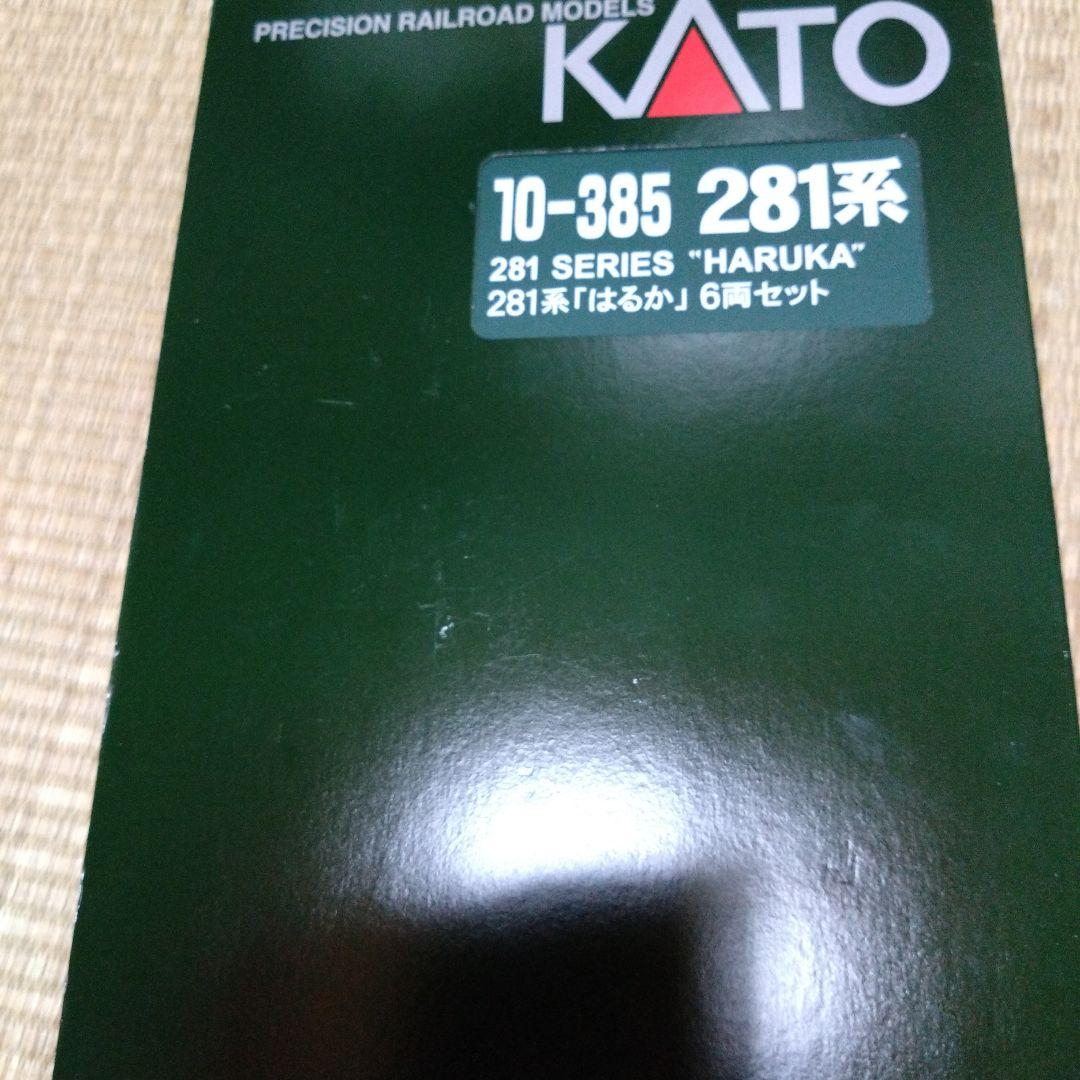 PRECISION RAILROAD MODELS
KATO
10-385 281系
281 SERIES "HARUKA"
281系「はるか」6両セット